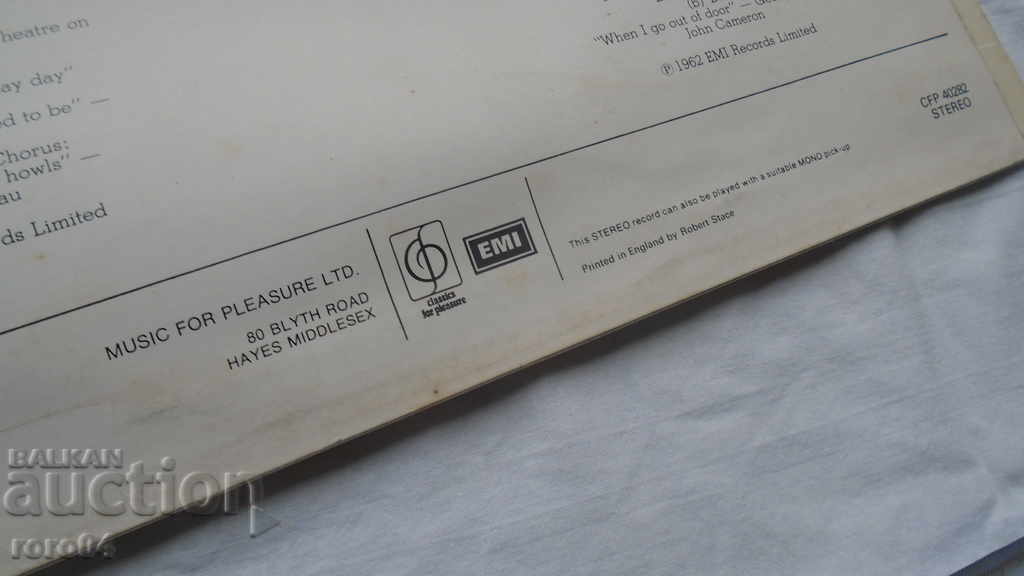 heatre on
ay day"
d to be" —
Chorus:
howls" —
au
ds Limited
(B)
"When I go out of door" —
John Cameron
℗ 1962 EMI Records Limited
CFP 40282
STEREO
MUSIC FOR PLEASURE LTD.
80 BLYTH ROAD
HAYES MIDDLESEX
classics
for pleasure
EMI
This STEREO record can also be played with a suitable MONO pick-up
Printed in England by Robert Stace
BALKAN
auction
roro04